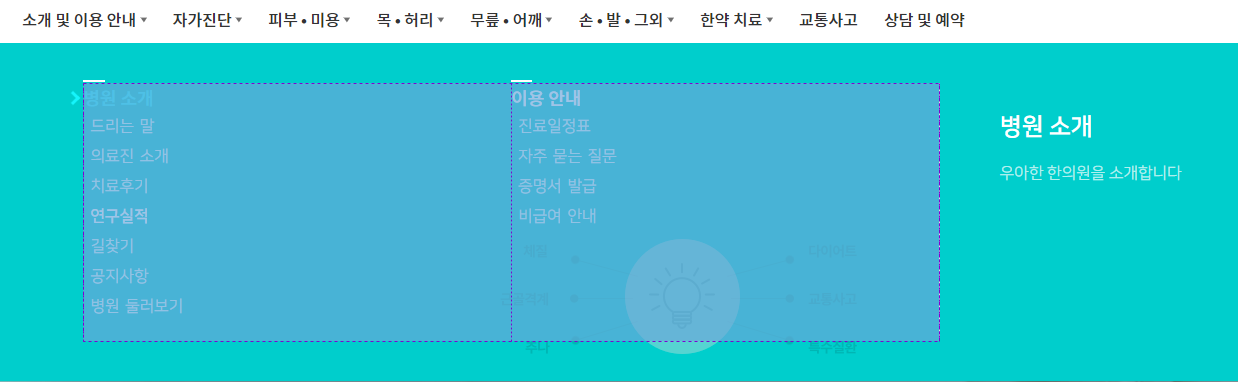 소개 및 이용 안내 자가진단 피부 • 미용 목 • 허리 무릎 • 어깨 손 • 발 • 그외 한약 치료 교통사고 상담 및 예약
병원 소개
드리는 말
의료진 소개
치료후기
연구실적
길찾기
공지사항
병원 둘러보기
이용 안내
진료일정표
자주 묻는 질문
증명서 발급
비급여 안내
병원 소개
우아한 한의원을 소개합니다
다이어트
교통사고
특수질환